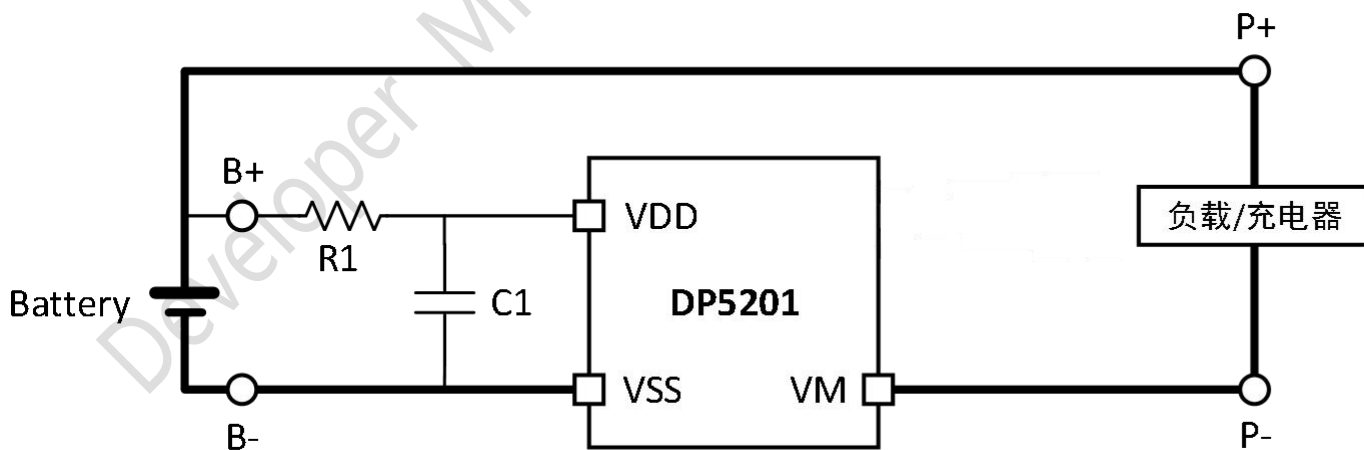 P+
B+
VDD
负载/充电器
R1
Battery
C1
DP5201
VSS
VM
B-
P-
Developer